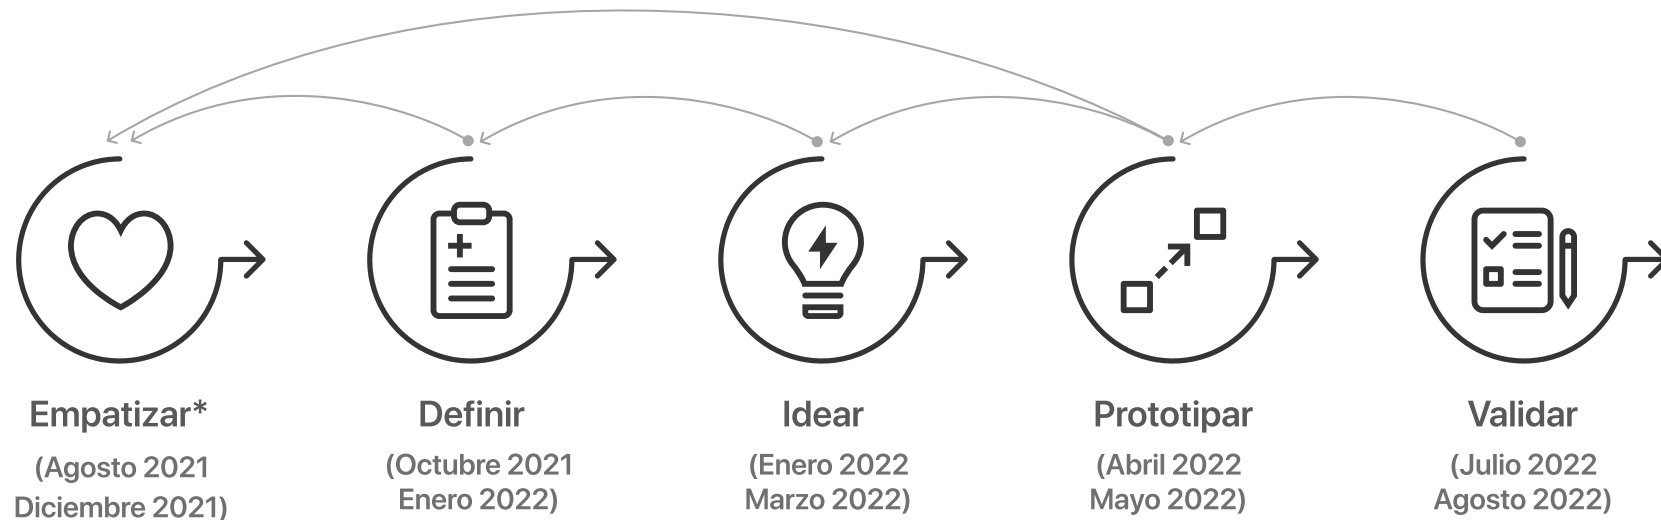 Empatizar*
(Agosto 2021
Diciembre 2021)
Definir
(Octubre 2021
Enero 2022)
Idear
(Enero 2022
Marzo 2022)
Prototipar
(Abril 2022
Mayo 2022)
Validar
(Julio 2022
Agosto 2022)